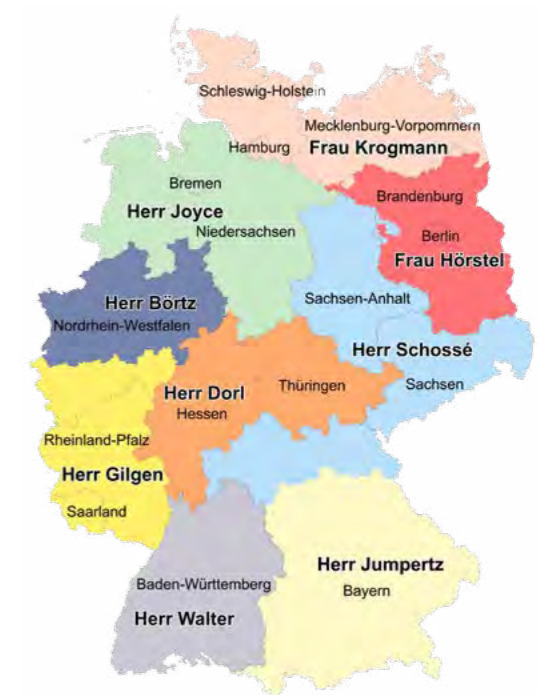 Schleswig-Holstein
Mecklenburg-Vorpommern
Hamburg
Frau Krogmann
Bremen
Herr Joyce
Niedersachsen
Brandenburg
Berlin
Frau Hörstel
Herr Börtz
Nordrhein-Westfalen
Sachsen-Anhalt
Herr Schossé
Sachsen
Herr Dorl
Thüringen
Hessen
Rheinland-Pfalz
Herr Gilgen
Saarland
Herr Jumpertz
Bayern
Baden-Württemberg
Herr Walter